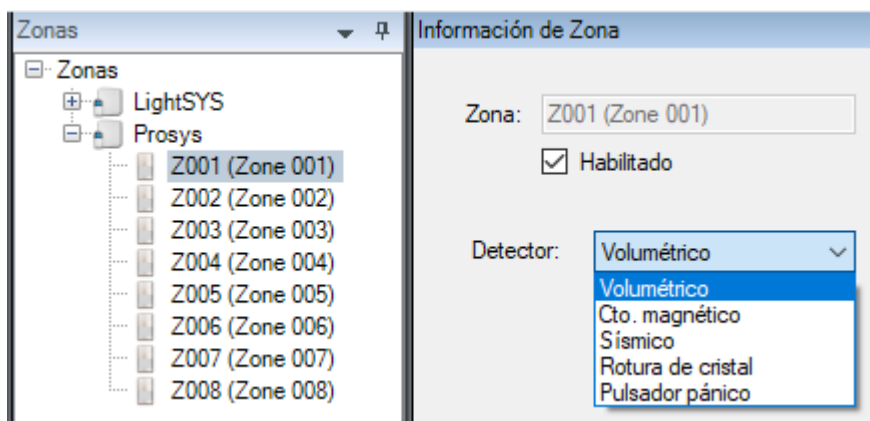 Zonas
Zonas
LightSYS
Prosys
Z001 (Zone 001)
Z002 (Zone 002)
Z003 (Zone 003)
Z004 (Zone 004)
Z005 (Zone 005)
Z006 (Zone 006)
Z007 (Zone 007)
Z008 (Zone 008)
Información de Zona
Zona: Z001 (Zone 001)
Habilitado
Detector: Volumétrico
Volumétrico
Cto. magnético
Sísmico
Rotura de cristal
Pulsador pánico